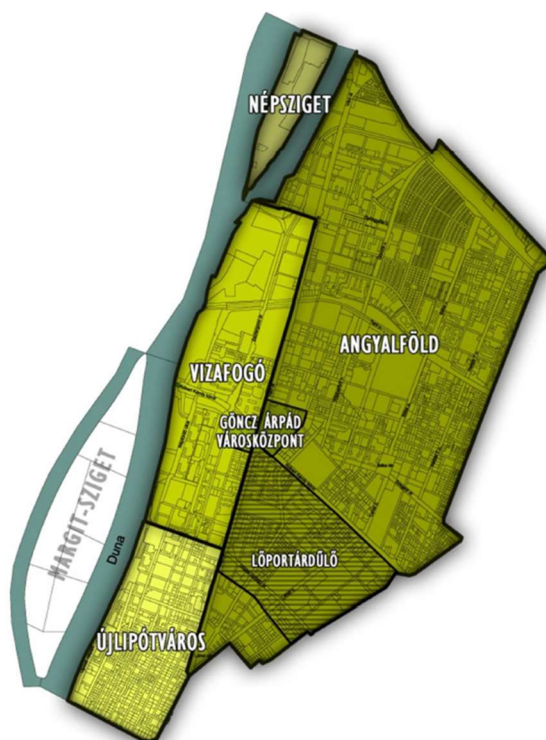 NÉPSZIGET
ANGYALFÖLD
VIZAFOGÓ
GÖNCZ ÁRPÁD
VÁROSKÖZPONT
MARGIT-SZIGET
Duna
LŐPORTÁRDŰLŐ
ÚJLIPÓTVÁROS